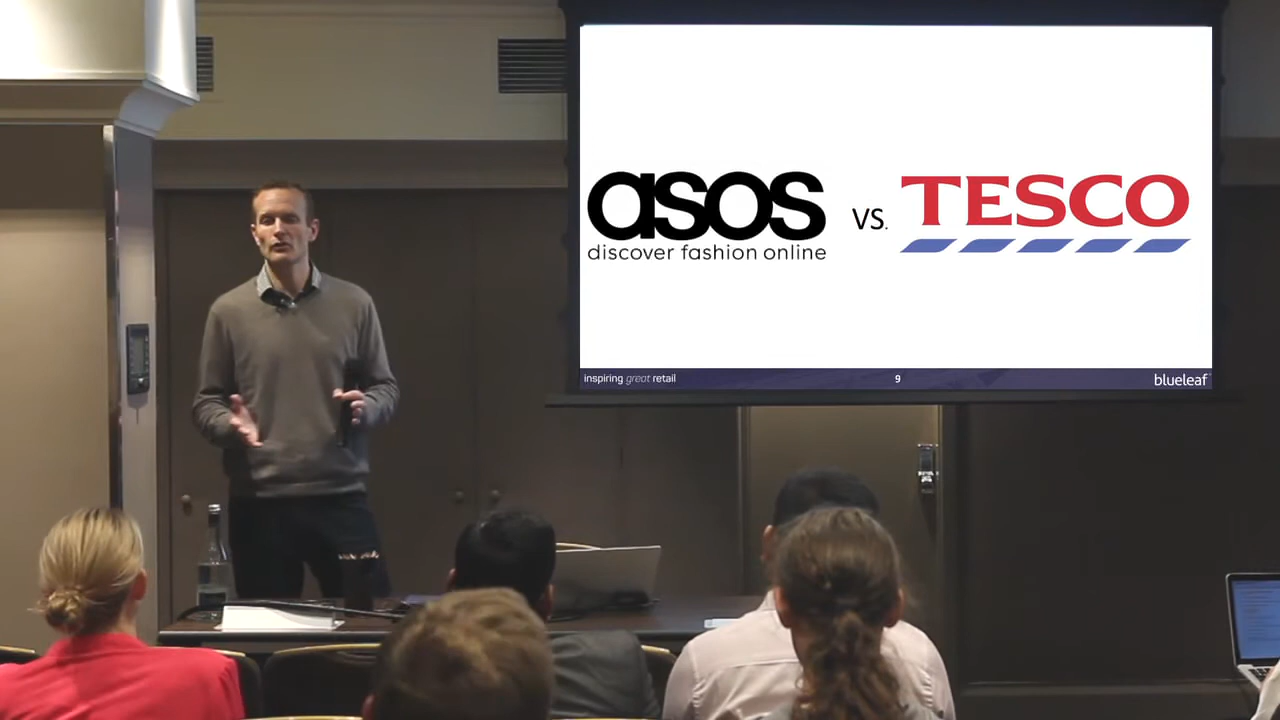 asos
discover fashion online
vs.
TESCO
inspiring great retail
9
blueleaf